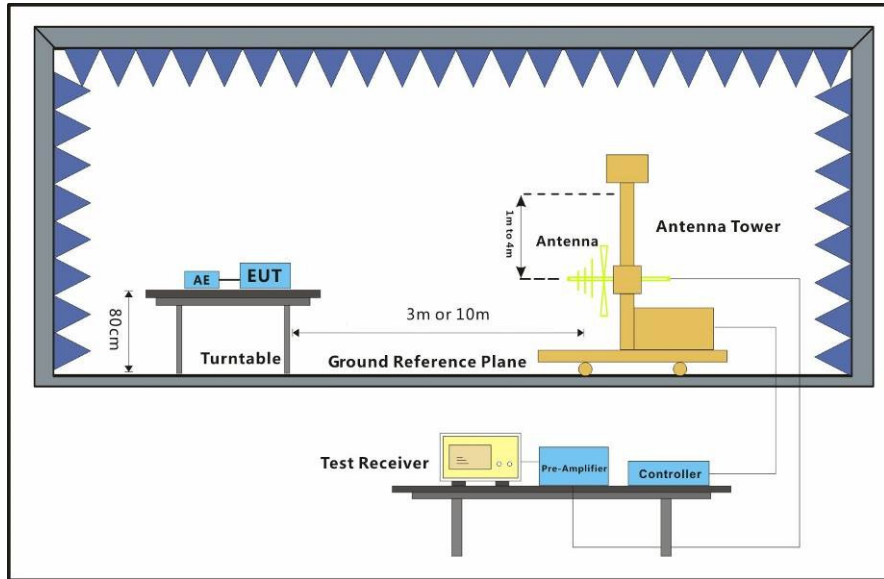 1m to 4m
Antenna
Antenna Tower
AE
EUT
80cm
3m or 10m
Turntable
Ground Reference Plane
Test Receiver
Pre-Amplifier
Controller